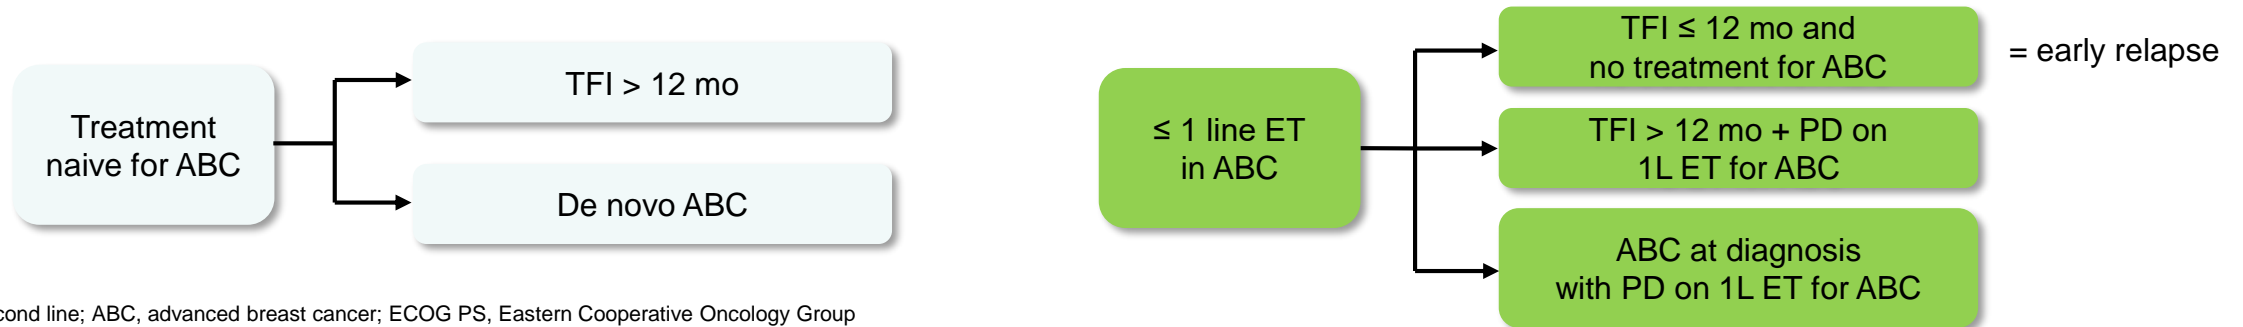 Treatment
naive for ABC
TFI > 12 mo
De novo ABC
≤ 1 line ET
in ABC
TFI ≤ 12 mo and
no treatment for ABC
= early relapse
TFI > 12 mo + PD on
1L ET for ABC
ABC at diagnosis
with PD on 1L ET for ABC
line; ABC, advanced breast cancer; ECOG PS, Eastern Cooperative Oncology Group